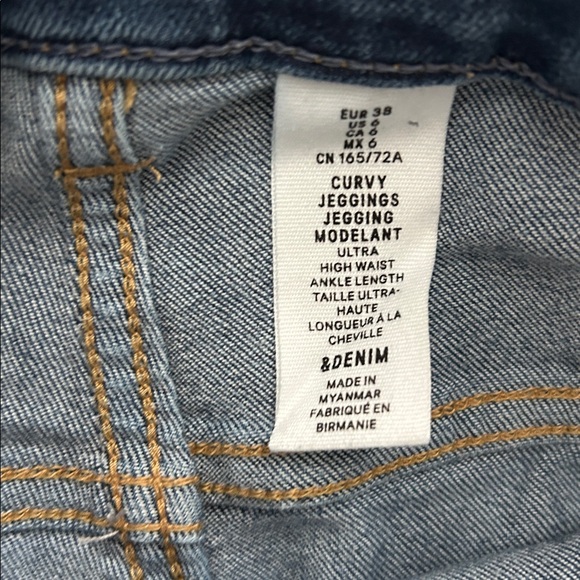 EUR 38
US 6
CA 6
MX 6
CN 165/72A
CURVY
JEGGINGS
JEGGING
MODELANT
ULTRA
HIGH WAIST
ANKLE LENGTH
TAILLE ULTRA-
HAUTE
LONGUEUR À LA
CHEVILLE
&DENIM
MADE IN
MYANMAR
FABRIQUÉ EN
BIRMANIE